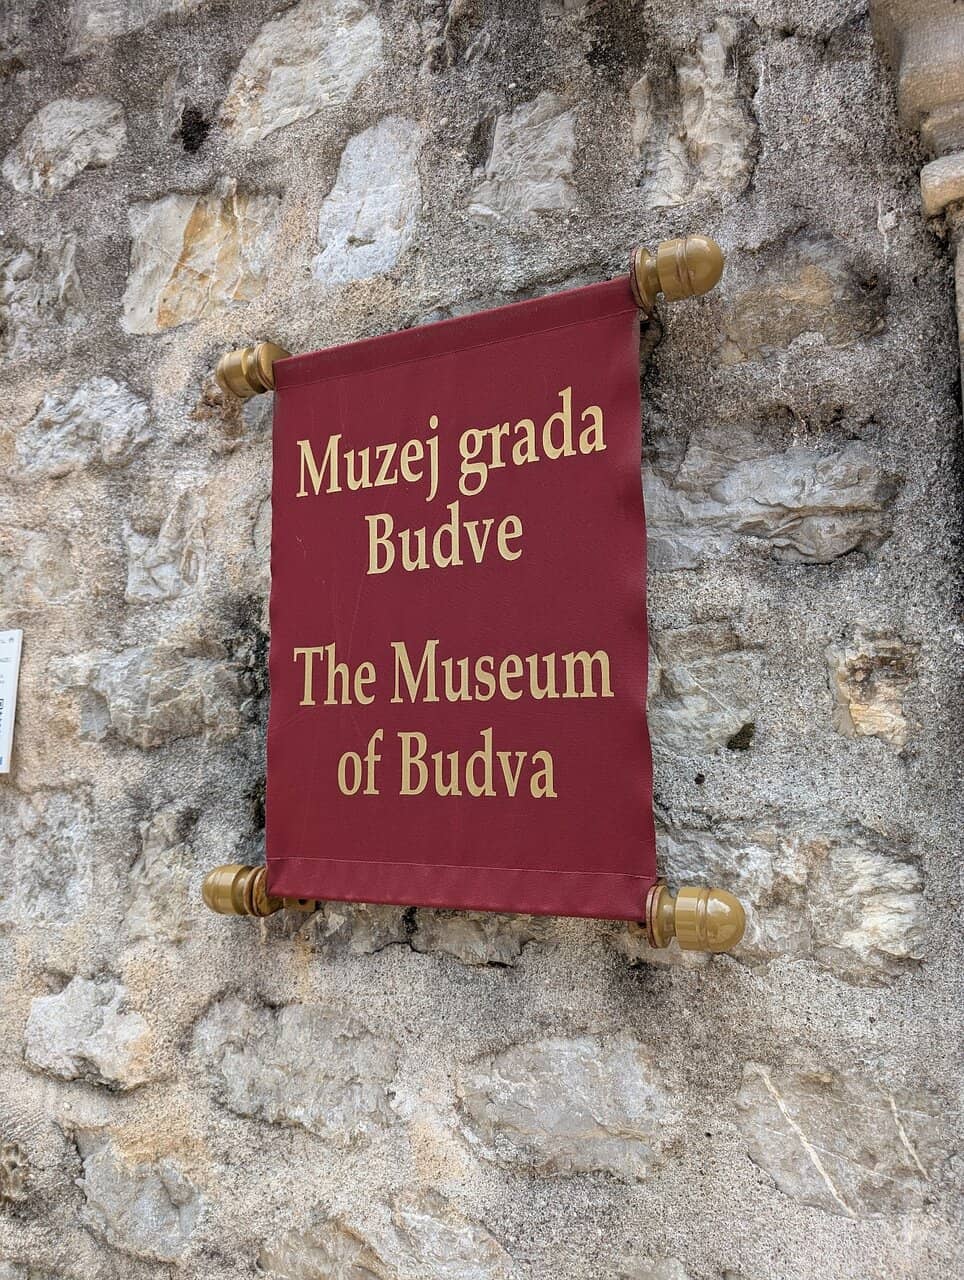 Muzej grada
Budve
The Museum
of Budva